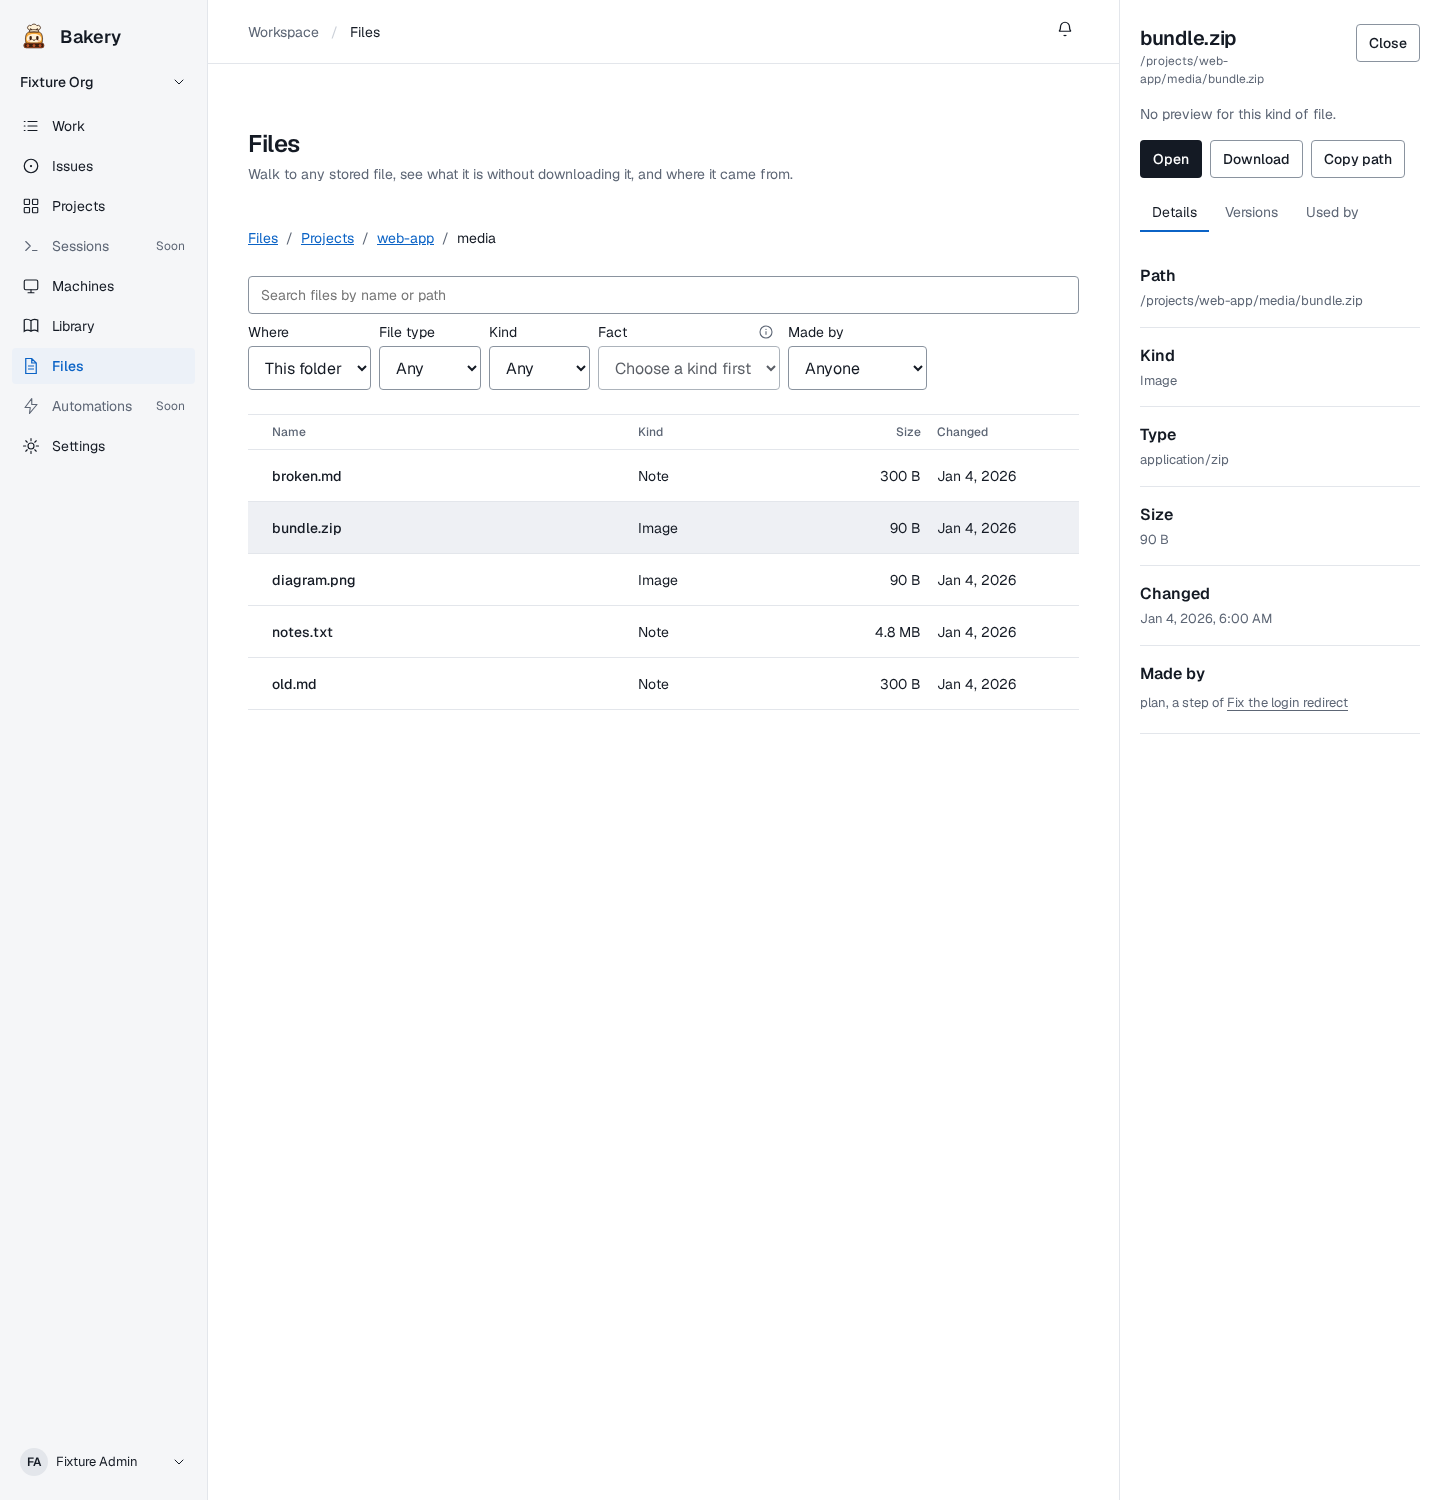 Bakery
Fixture Org
Work
Issues
Projects
Sessions Soon
Machines
Library
Files
Automations Soon
Settings
FA Fixture Admin
Workspace / Files
Files
Walk to any stored file, see what it is without downloading it, and where it came from.
Files / Projects / web-app / media
Search files by name or path
Where File type Kind Fact Made by
This folder Any Any Choose a kind first Anyone
Name Kind Size Changed
broken.md Note 300 B Jan 4, 2026
bundle.zip Image 90 B Jan 4, 2026
diagram.png Image 90 B Jan 4, 2026
notes.txt Note 4.8 MB Jan 4, 2026
old.md Note 300 B Jan 4, 2026
bundle.zip
Close
/projects/web-
app/media/bundle.zip
No preview for this kind of file.
Open Download Copy path
Details Versions Used by
Path
/projects/web-app/media/bundle.zip
Kind
Image
Type
application/zip
Size
90 B
Changed
Jan 4, 2026, 6:00 AM
Made by
plan, a step of Fix the login redirect